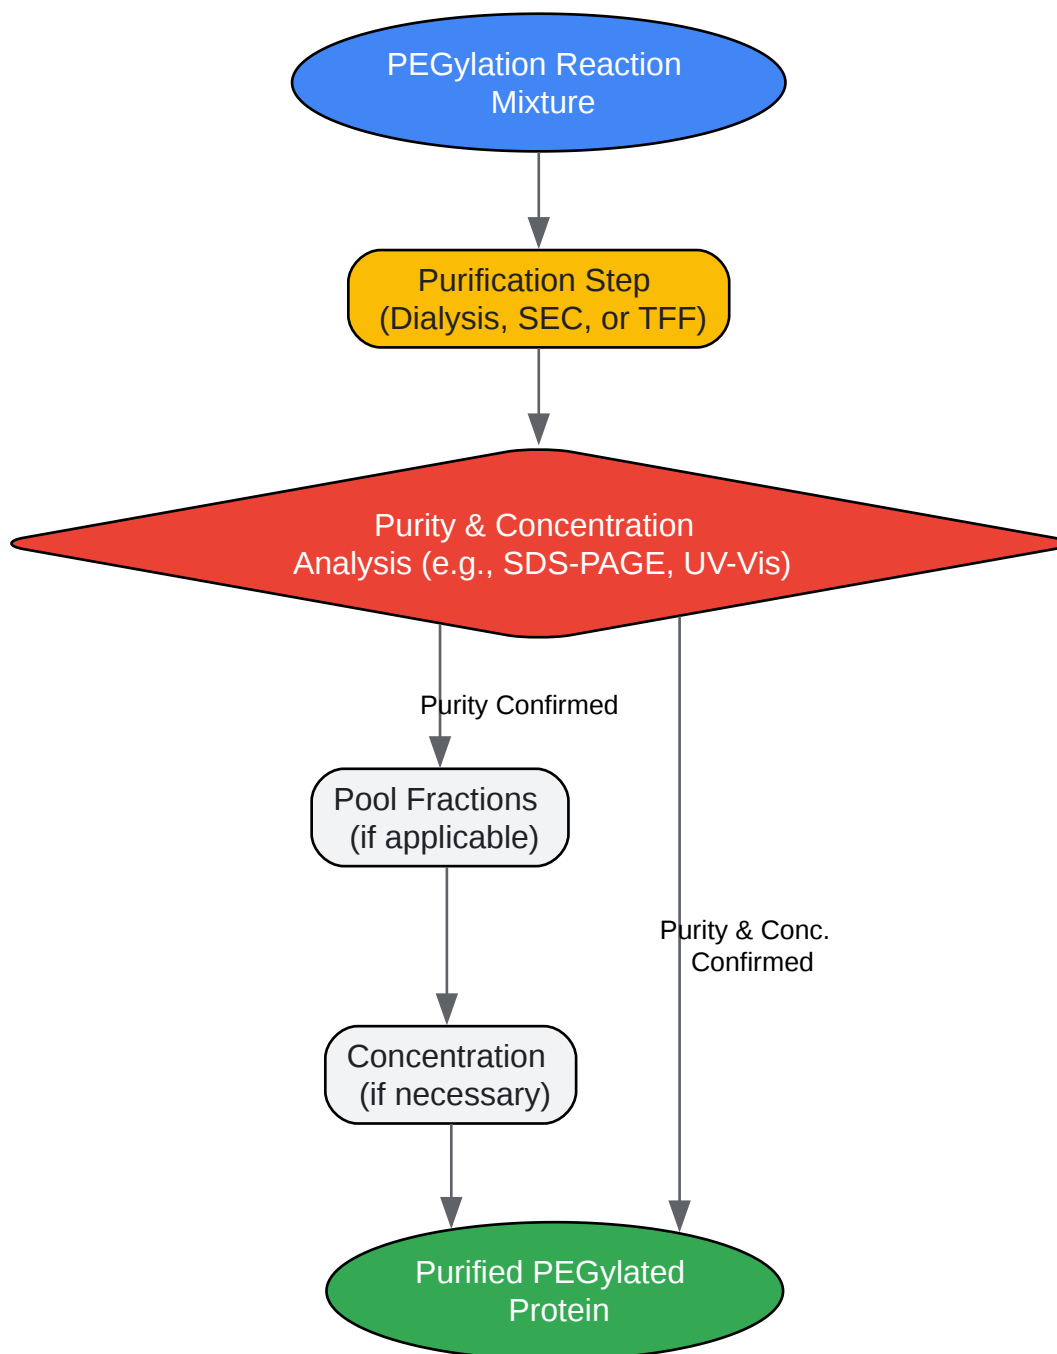 PEGylation Reaction
Mixture
Purification Step
(Dialysis, SEC, or TFF)
Purity & Concentration
Analysis (e.g., SDS-PAGE, UV-Vis)
Purity Confirmed
Pool Fractions
(if applicable)
Purity & Conc.
Confirmed
Concentration
(if necessary)
Purified PEGylated
Protein